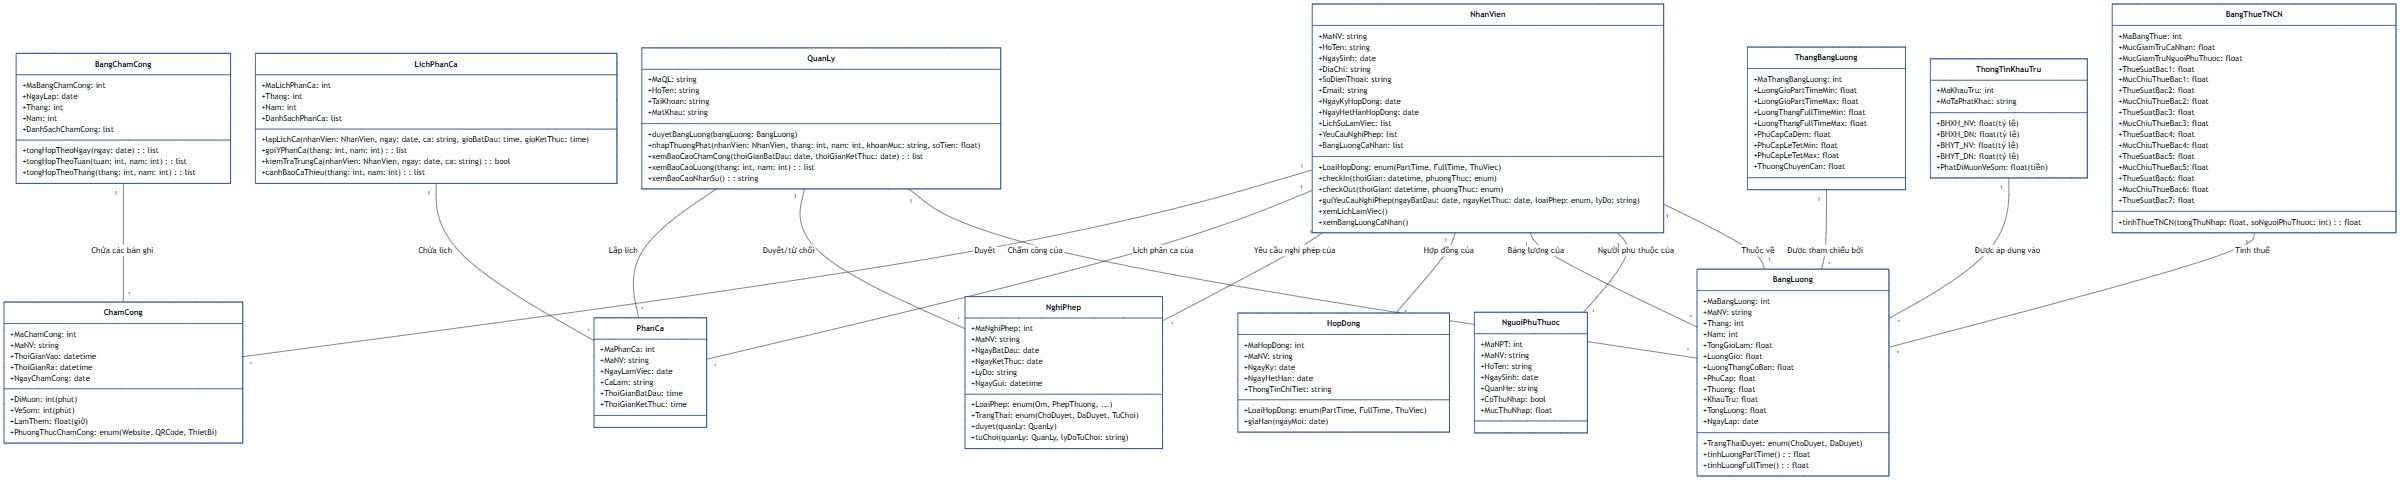 BangChamCong
+MaBangChamCong: int
+NgayLap: date
+Thang: int
+Nam: int
+DanhSachChamCong: list
+tongHopTheoNgay(ngay: date) : : list
+tongHopTheoTuan(tuan: int, nam: int) : : list
+tongHopTheoThang(thang: int, nam: int) : : list
LichPhanCa
+MaLichPhanCa: int
+Thang: int
+Nam: int
+DanhSachPhanCa: list
+lapLichCa(nhanVien: NhanVien, ngay: date, ca: string, gioBatDau: time, gioKetThuc: time)
+goiYPhanCa(thang: int, nam: int) : : list
+kiemTraTrungCa(nhanVien: NhanVien, ngay: date, ca: string) : : bool
+canhBaoCaThieu(thang: int, nam: int) : : list
QuanLy
+MaQL: string
+HoTen: string
+TaiKhoan: string
+MatKhau: string
+duyetBangLuong(bangLuong: BangLuong)
+nhapThuongPhat(nhanVien: NhanVien, thang: int, nam: int, khoanMuc: string, soTien: float)
+xemBaoCaoChamCong(thoiGianBatDau: date, thoiGianKetThuc: date) : : list
+xemBaoCaoLuong(thang: int, nam: int) : : list
+xemBaoCaoNhanSu() : : string
NhanVien
+MaNV: string
+HoTen: string
+NgaySinh: date
+DiaChi: string
+SoDienThoai: string
+Email: string
+NgayKyHopDong: date
+NgayHetHanHopDong: date
+LichSuLamViec: list
+YeuCauNghiPhep: list
+BangLuongCaNhan: list
+LoaiHopDong: enum(PartTime, FullTime, ThuViec)
+checkIn(thoiGian: datetime, phuongThuc: enum)
+checkOut(thoiGian: datetime, phuongThuc: enum)
+guiYeuCauNghiPhep(ngayBatDau: date, ngayKetThuc: date, loaiPhep: enum, lyDo: string)
+xemLichLamViec()
+xemBangLuongCaNhan()
ThangBangLuong
+MaThangBangLuong: int
+LuongGioPartTimeMin: float
+LuongGioPartTimeMax: float
+LuongThangFullTimeMin: float
+LuongThangFullTimeMax: float
+PhuCapCaDem: float
+PhuCapLeTetMin: float
+PhuCapLeTetMax: float
+ThuongChuyenCan: float
ThongTinKhauTru
+MaKhauTru: int
+MoTaPhatKhac: string
+BHXH_NV: float(tỷ lệ)
+BHXH_DN: float(tỷ lệ)
+BHYT_NV: float(tỷ lệ)
+BHYT_DN: float(tỷ lệ)
+PhatDiMuonVeSom: float(tiền)
BangThueTNCN
+MaBangThue: int
+MucGiamTruCaNhan: float
+MucGiamTruNguoiPhuThuoc: float
+ThueSuatBac1: float
+MucChiuThueBac1: float
+ThueSuatBac2: float
+MucChiuThueBac2: float
+ThueSuatBac3: float
+MucChiuThueBac3: float
+ThueSuatBac4: float
+MucChiuThueBac4: float
+ThueSuatBac5: float
+MucChiuThueBac5: float
+ThueSuatBac6: float
+MucChiuThueBac6: float
+ThueSuatBac7: float
+tinhThueTNCN(tongThuNhap: float, soNguoiPhuThuoc: int) : : float
Chứa các bản ghi
Chứa lịch
Lập lịch
Duyệt/từ chối
Duyệt
Chấm công của
Lịch phân ca của
Yêu cầu nghỉ phép của
Hợp đồng của
Bảng lương của
Người phụ thuộc của
Thuộc về
Được tham chiếu bởi
Được áp dụng vào
Tính thuế
ChamCong
+MaChamCong: int
+MaNV: string
+ThoiGianVao: datetime
+ThoiGianRa: datetime
+NgayChamCong: date
+DiMuon: int(phút)
+VeSom: int(phút)
+LamThem: float(giờ)
+PhuongThucChamCong: enum(Website, QRCode, ThietBi)
PhanCa
+MaPhanCa: int
+MaNV: string
+NgayLamViec: date
+CaLam: string
+ThoiGianBatDau: time
+ThoiGianKetThuc: time
NghiPhep
+MaNghiPhep: int
+MaNV: string
+NgayBatDau: date
+NgayKetThuc: date
+LyDo: string
+NgayGui: datetime
+LoaiPhep: enum(Om, PhepThuong, ...)
+TrangThai: enum(ChoDuyet, DaDuyet, TuChoi)
+duyet(quanLy: QuanLy)
+tuChoi(quanLy: QuanLy, lyDoTuChoi: string)
HopDong
+MaHopDong: int
+MaNV: string
+NgayKy: date
+NgayHetHan: date
+ThongTinChiTiet: string
+LoaiHopDong: enum(PartTime, FullTime, ThuViec)
+giaHan(ngayMoi: date)
NguoiPhuThuoc
+MaNPT: int
+MaNV: string
+HoTen: string
+NgaySinh: date
+QuanHe: string
+CoThuNhap: bool
+MucThuNhap: float
BangLuong
+MaBangLuong: int
+MaNV: string
+Thang: int
+Nam: int
+TongGioLam: float
+LuongGio: float
+LuongThangCoBan: float
+PhuCap: float
+Thuong: float
+KhauTru: float
+TongLuong: float
+NgayLap: date
+TrangThaiDuyet: enum(ChoDuyet, DaDuyet)
+tinhLuongPartTime() : : float
+tinhLuongFullTime() : : float